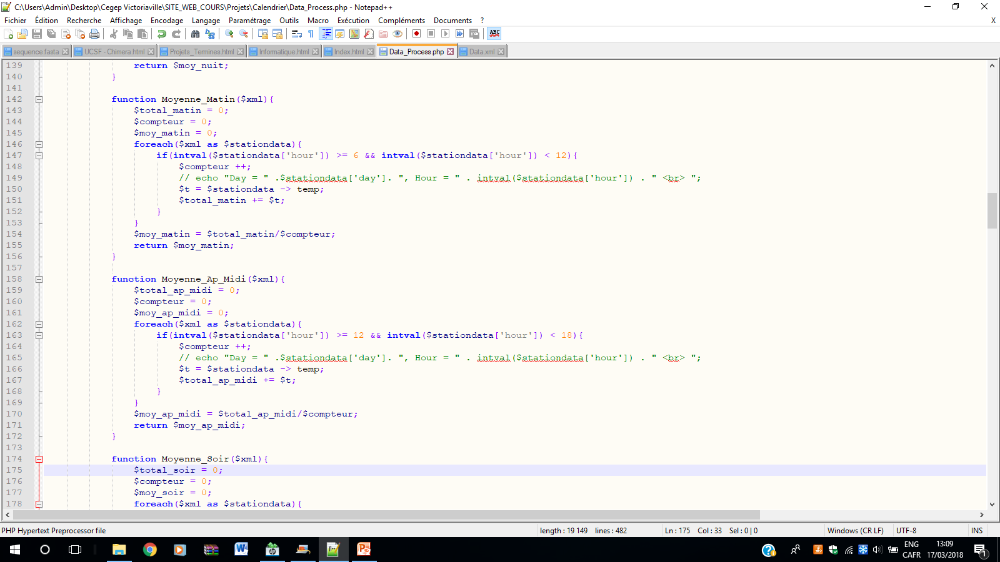 C:\Users\Admin\Desktop\Cegep Victoriaville\SITE_WEB_COURS\Projets\Calendrier\Data_Process.php - Notepad++
Fichier Édition Recherche Affichage Encodage Langage Paramétrage Outils Macro Exécution Compléments Documents ? X
sequence.fasta UCSF - Chimera.html Projets_Termines.html Informatique.html Index.html Data_Process.php Data.xml
139 return $moy_nuit;
140 }
141
142 function Moyenne_Matin($xml){
143 $total_matin = 0;
144 $compteur = 0;
145 $moy_matin = 0;
146 foreach($xml as $stationdata){
147 if(intval($stationdata['hour']) >= 6 && intval($stationdata['hour']) < 12){
148 $compteur ++;
149 // echo "Day = " .$stationdata['day']. ", Hour = " . intval($stationdata['hour']) . " <br> ";
150 $t = $stationdata -> temp;
151 $total_matin += $t;
152 }
153 }
154 $moy_matin = $total_matin/$compteur;
155 return $moy_matin;
156 }
157
158 function Moyenne_Ap_Midi($xml){
159 $total_ap_midi = 0;
160 $compteur = 0;
161 $moy_ap_midi = 0;
162 foreach($xml as $stationdata){
163 if(intval($stationdata['hour']) >= 12 && intval($stationdata['hour']) < 18){
164 $compteur ++;
165 // echo "Day = " .$stationdata['day']. ", Hour = " . intval($stationdata['hour']) . " <br> ";
166 $t = $stationdata -> temp;
167 $total_ap_midi += $t;
168 }
169 }
170 $moy_ap_midi = $total_ap_midi/$compteur;
171 return $moy_ap_midi;
172 }
173
174 function Moyenne_Soir($xml){
175 $total_soir = 0;
176 $compteur = 0;
177 $moy_soir = 0;
178 foreach($xml as $stationdata){
PHP Hypertext Preprocessor file length : 19 149 lines : 482 Ln : 175 Col : 33 Sel : 0 | 0 Windows (CR LF) UTF-8 INS
ENG 13:09
CAFR 17/03/2018 1